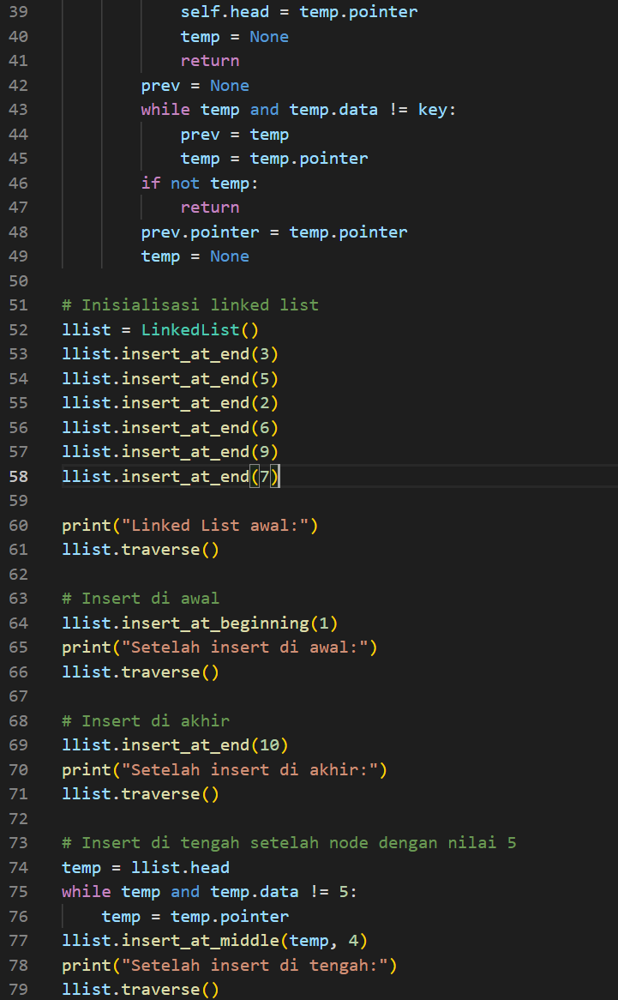 39 self.head = temp.pointer
40 temp = None
41 return
42 prev = None
43 while temp and temp.data != key:
44 prev = temp
45 temp = temp.pointer
46 if not temp:
47 return
48 prev.pointer = temp.pointer
49 temp = None
50
51 # Inisialisasi linked list
52 llist = LinkedList()
53 llist.insert_at_end(3)
54 llist.insert_at_end(5)
55 llist.insert_at_end(2)
56 llist.insert_at_end(6)
57 llist.insert_at_end(9)
58 llist.insert_at_end(7)
59
60 print("Linked List awal:")
61 llist.traverse()
62
63 # Insert di awal
64 llist.insert_at_beginning(1)
65 print("Setelah insert di awal:")
66 llist.traverse()
67
68 # Insert di akhir
69 llist.insert_at_end(10)
70 print("Setelah insert di akhir:")
71 llist.traverse()
72
73 # Insert di tengah setelah node dengan nilai 5
74 temp = llist.head
75 while temp and temp.data != 5:
76 temp = temp.pointer
77 llist.insert_at_middle(temp, 4)
78 print("Setelah insert di tengah:")
79 llist.traverse()